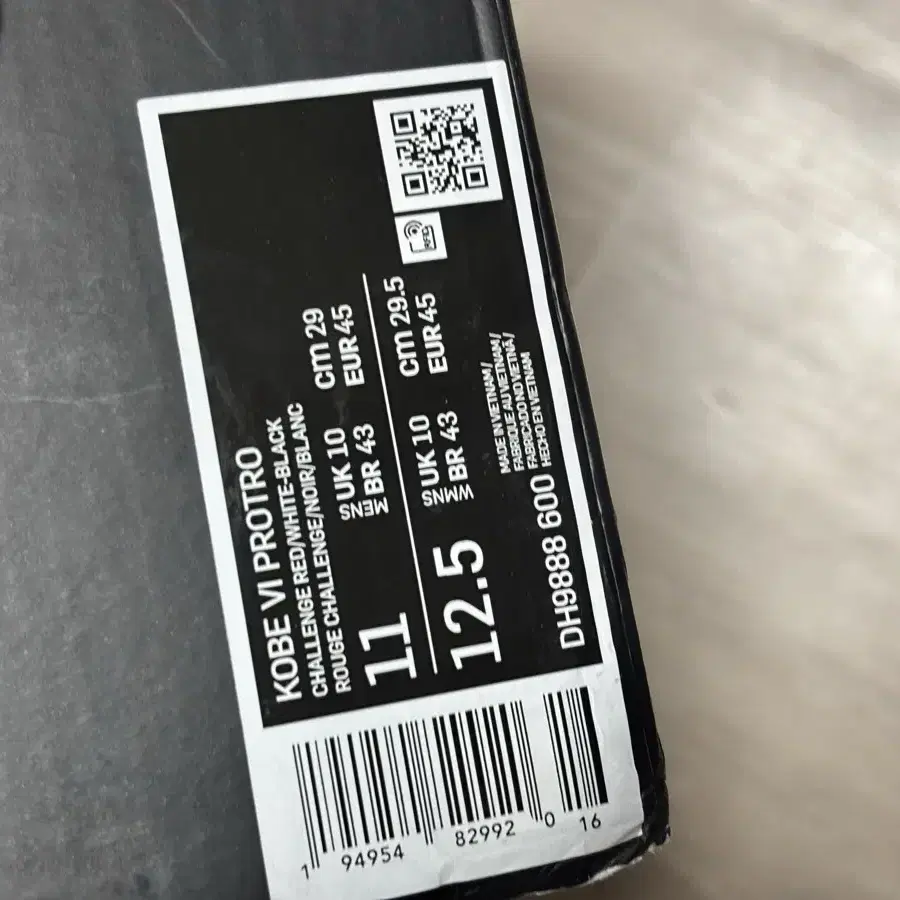 KOBE VI PROTRO
CHALLENGE RED/WHITE-BLACK
ROUGE CHALLENGE/NOIR/BLANC
11
MENS
UK 10
cm 29
BR 43
EUR 45
12.5
WMNS
UK 10
cm 29.5
BR 43
EUR 45
RFID
MADE IN VIETNAM/
FABRIQUE AU VIETNAM/
FABRICADO NO VIETNÃ/
HECHO EN VIETNAM
DH9888 600
1 94954 82992 0 16